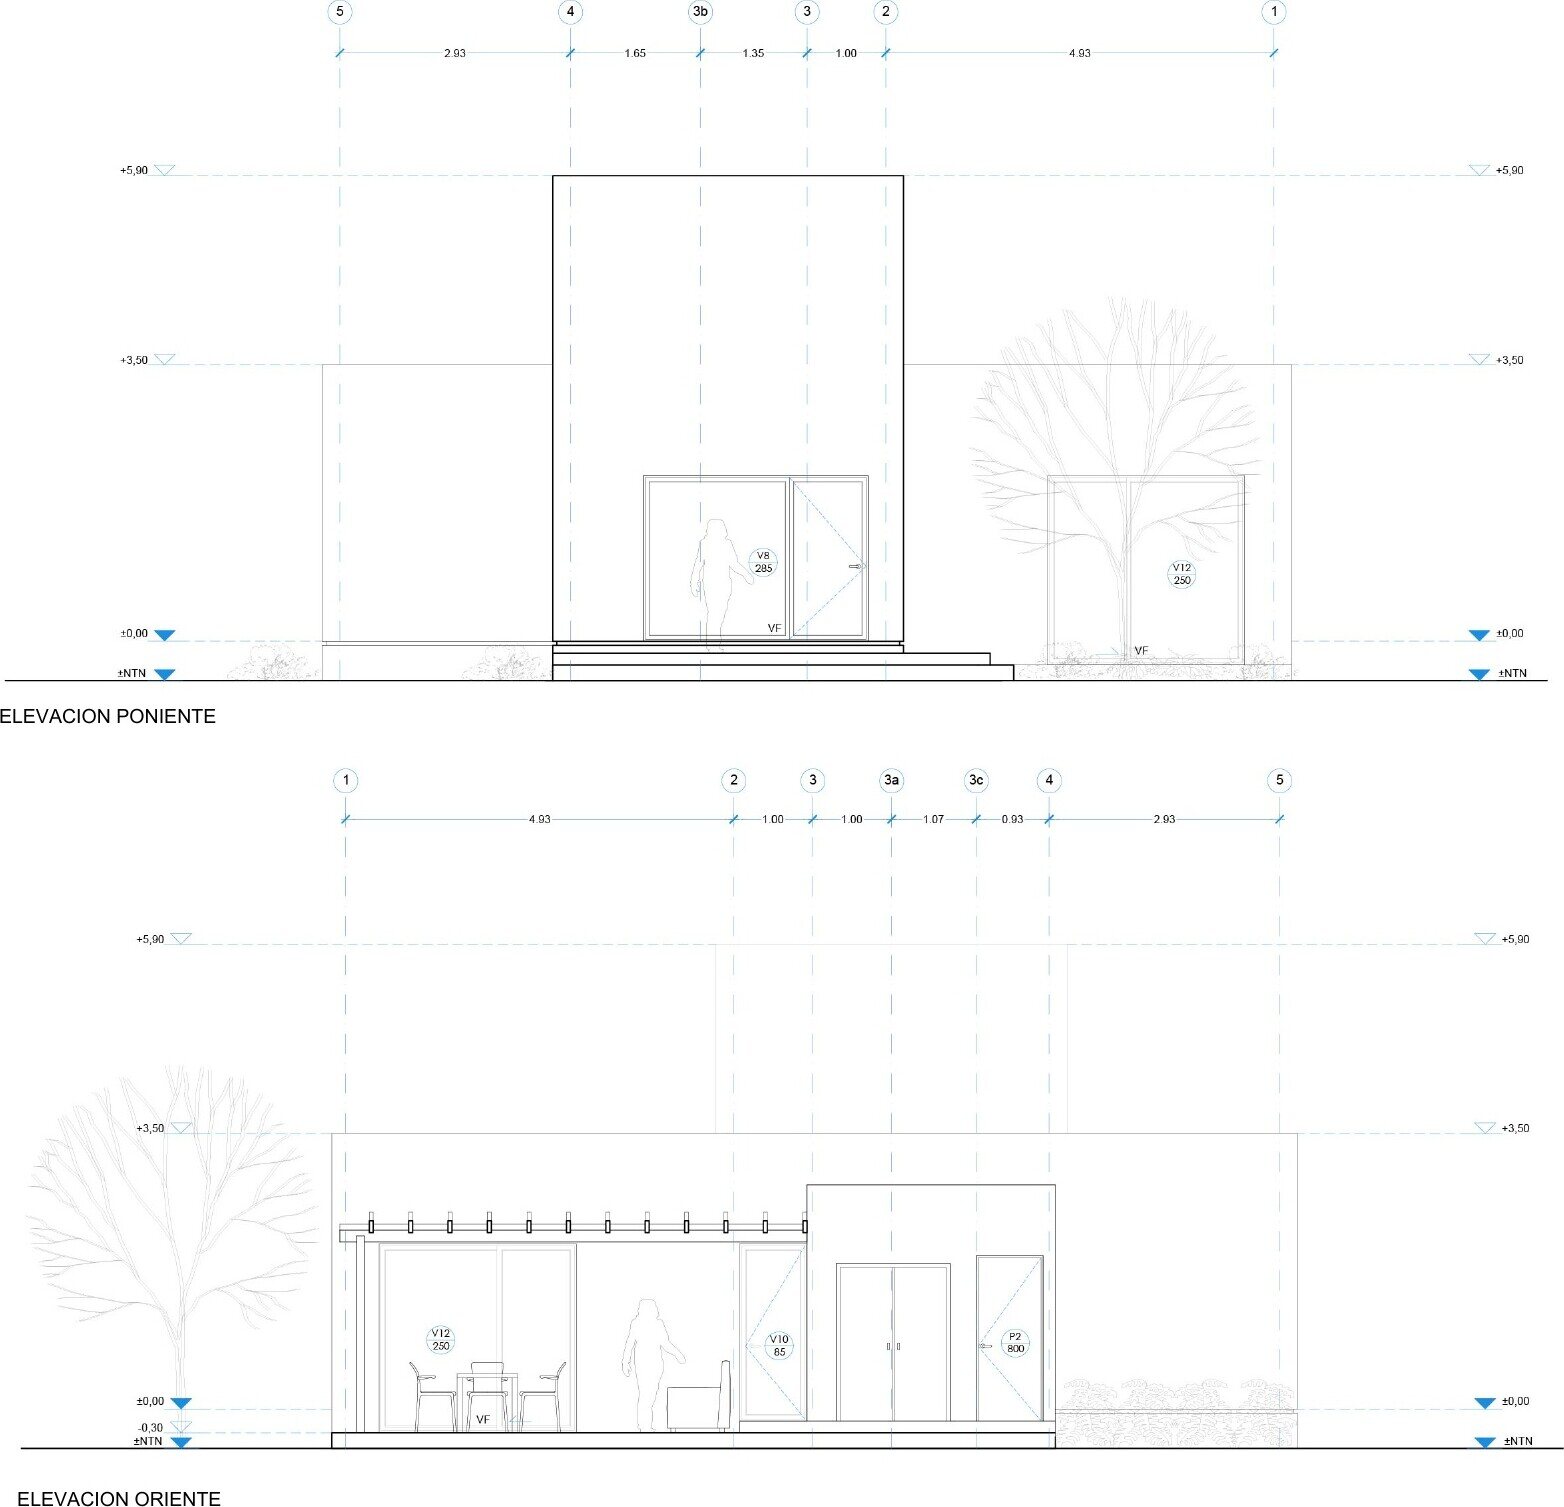 5 4 3b 3 2 1
2.93 1.65 1.35 1.00 4.93
+5,90 +5,90
+3,50 +3,50
V8
285
V12
250
VF
±0,00 ±0,00
VF
±NTN ±NTN
ELEVACION PONIENTE
1 2 3 3a 3c 4 5
4.93 1.00 1.00 1.07 0.93 2.93
+5,90 +5,90
+3,50 +3,50
V12
250
V10
85
P2
800
±0,00 ±0,00
VF
-0,30
±NTN ±NTN
ELEVACION ORIENTE